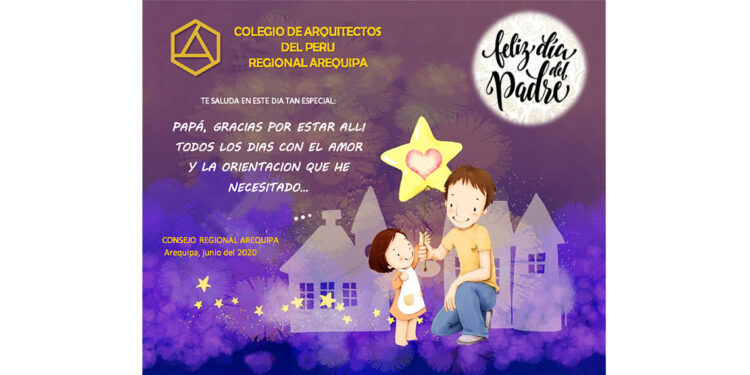 COLEGIO DE ARQUITECTOS
DEL PERU
REGIONAL AREQUIPA
feliz día
del
Padre
TE SALUDA EN ESTE DIA TAN ESPECIAL:
PAPÁ, GRACIAS POR ESTAR ALLI
TODOS LOS DIAS CON EL AMOR
Y LA ORIENTACION QUE HE
NECESITADO...
...
CONSEJO REGIONAL AREQUIPA
Arequipa, junio del 2020